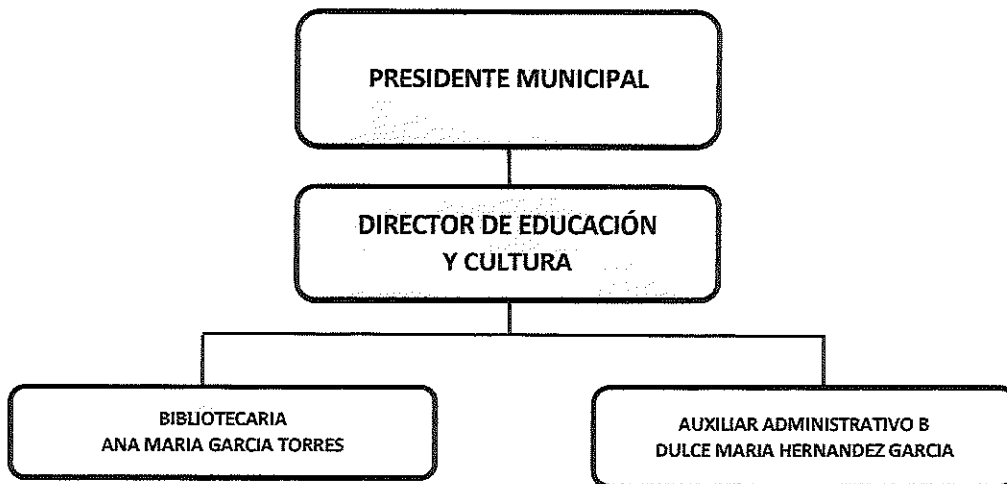 PRESIDENTE MUNICIPAL
DIRECTOR DE EDUCACIÓN
Y CULTURA
BIBLIOTECARIA
ANA MARIA GARCIA TORRES
AUXILIAR ADMINISTRATIVO B
DULCE MARIA HERNANDEZ GARCIA